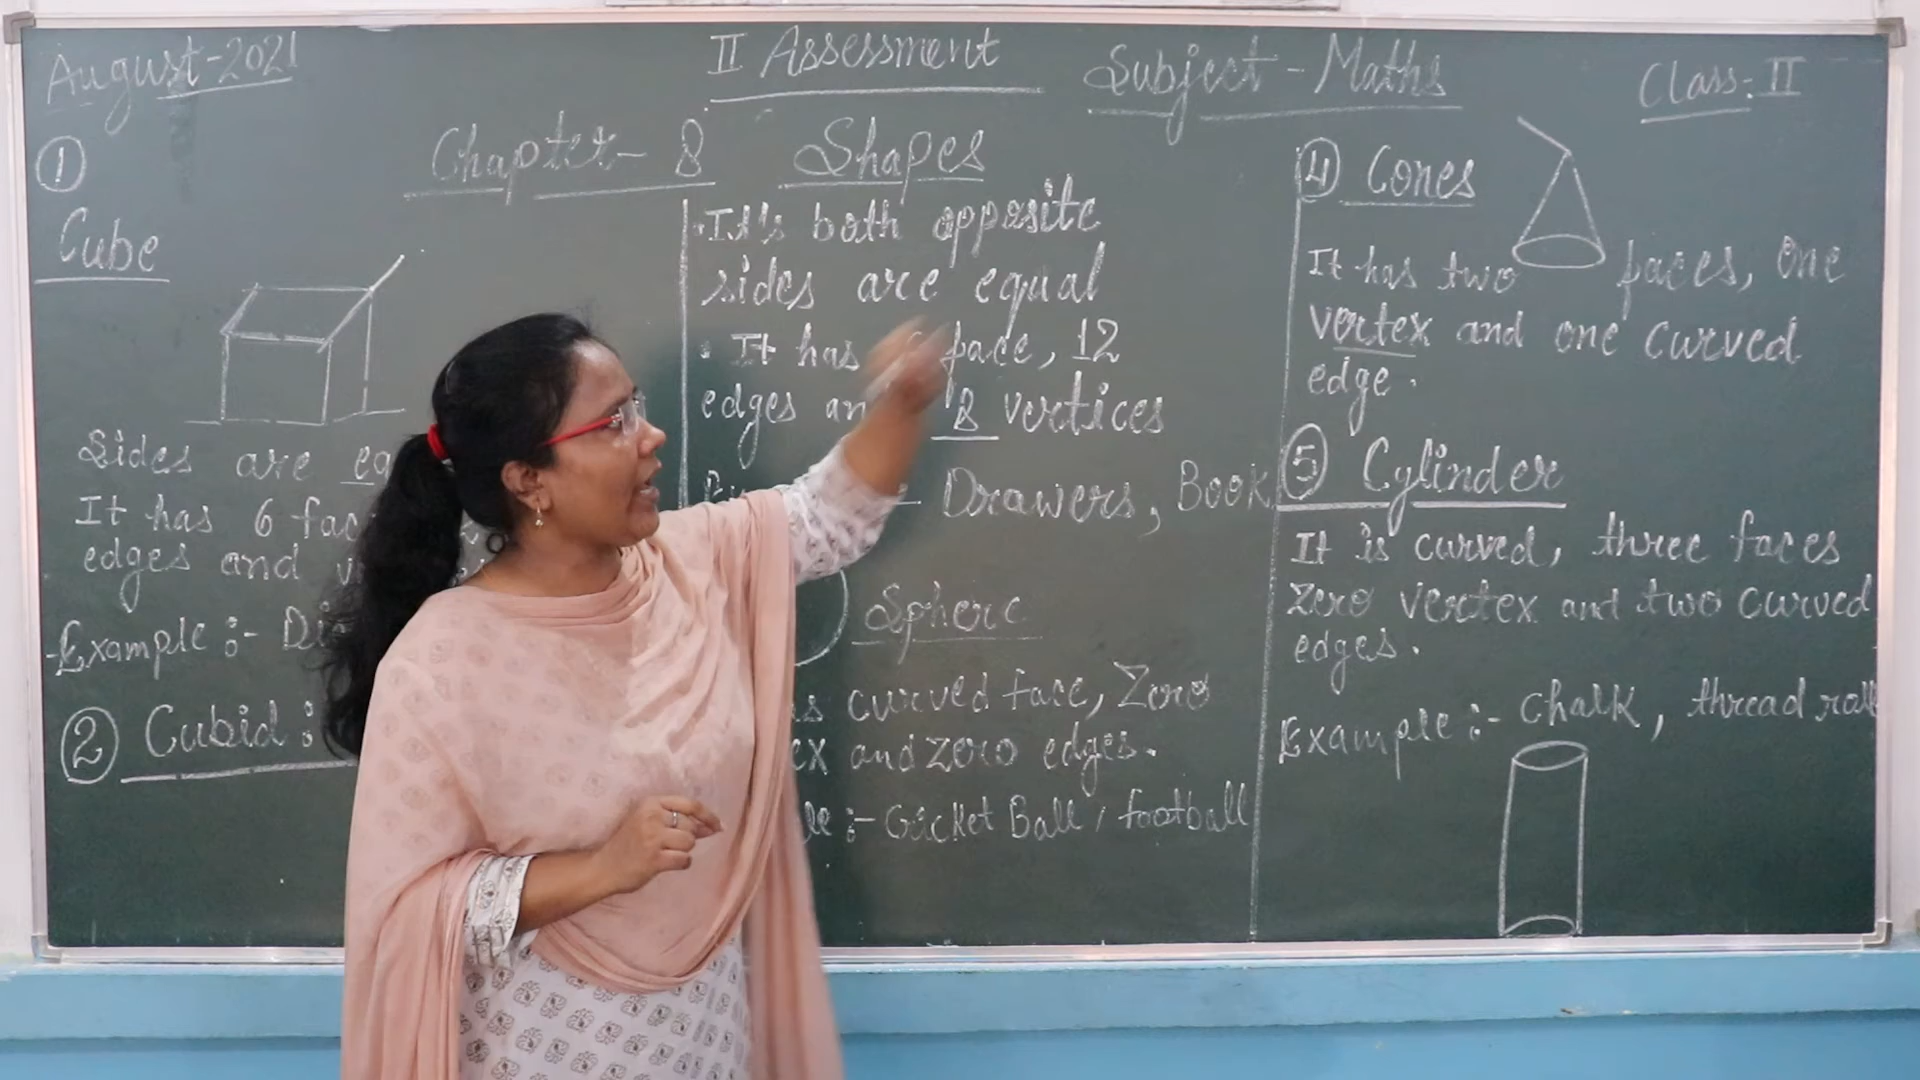 August-2021
II Assessment
Subject - Maths
Class: II
Chapter - 8 Shapes
①
Cube
Sides are
It has 6
edges and
Example :-
② Cubid :
• It's both opposite
sides are equal
• It has face, 12
edges 8 vertices
Drawers, Book
Sphere
curved face, Zero
and zero edges.
:- Cricket Ball, football
④ Cones
It has two faces, one
vertex and one curved
edge.
⑤ Cylinder
It is curved, three faces
Zero vertex and two curved
edges.
Example :- chalk, thread roll